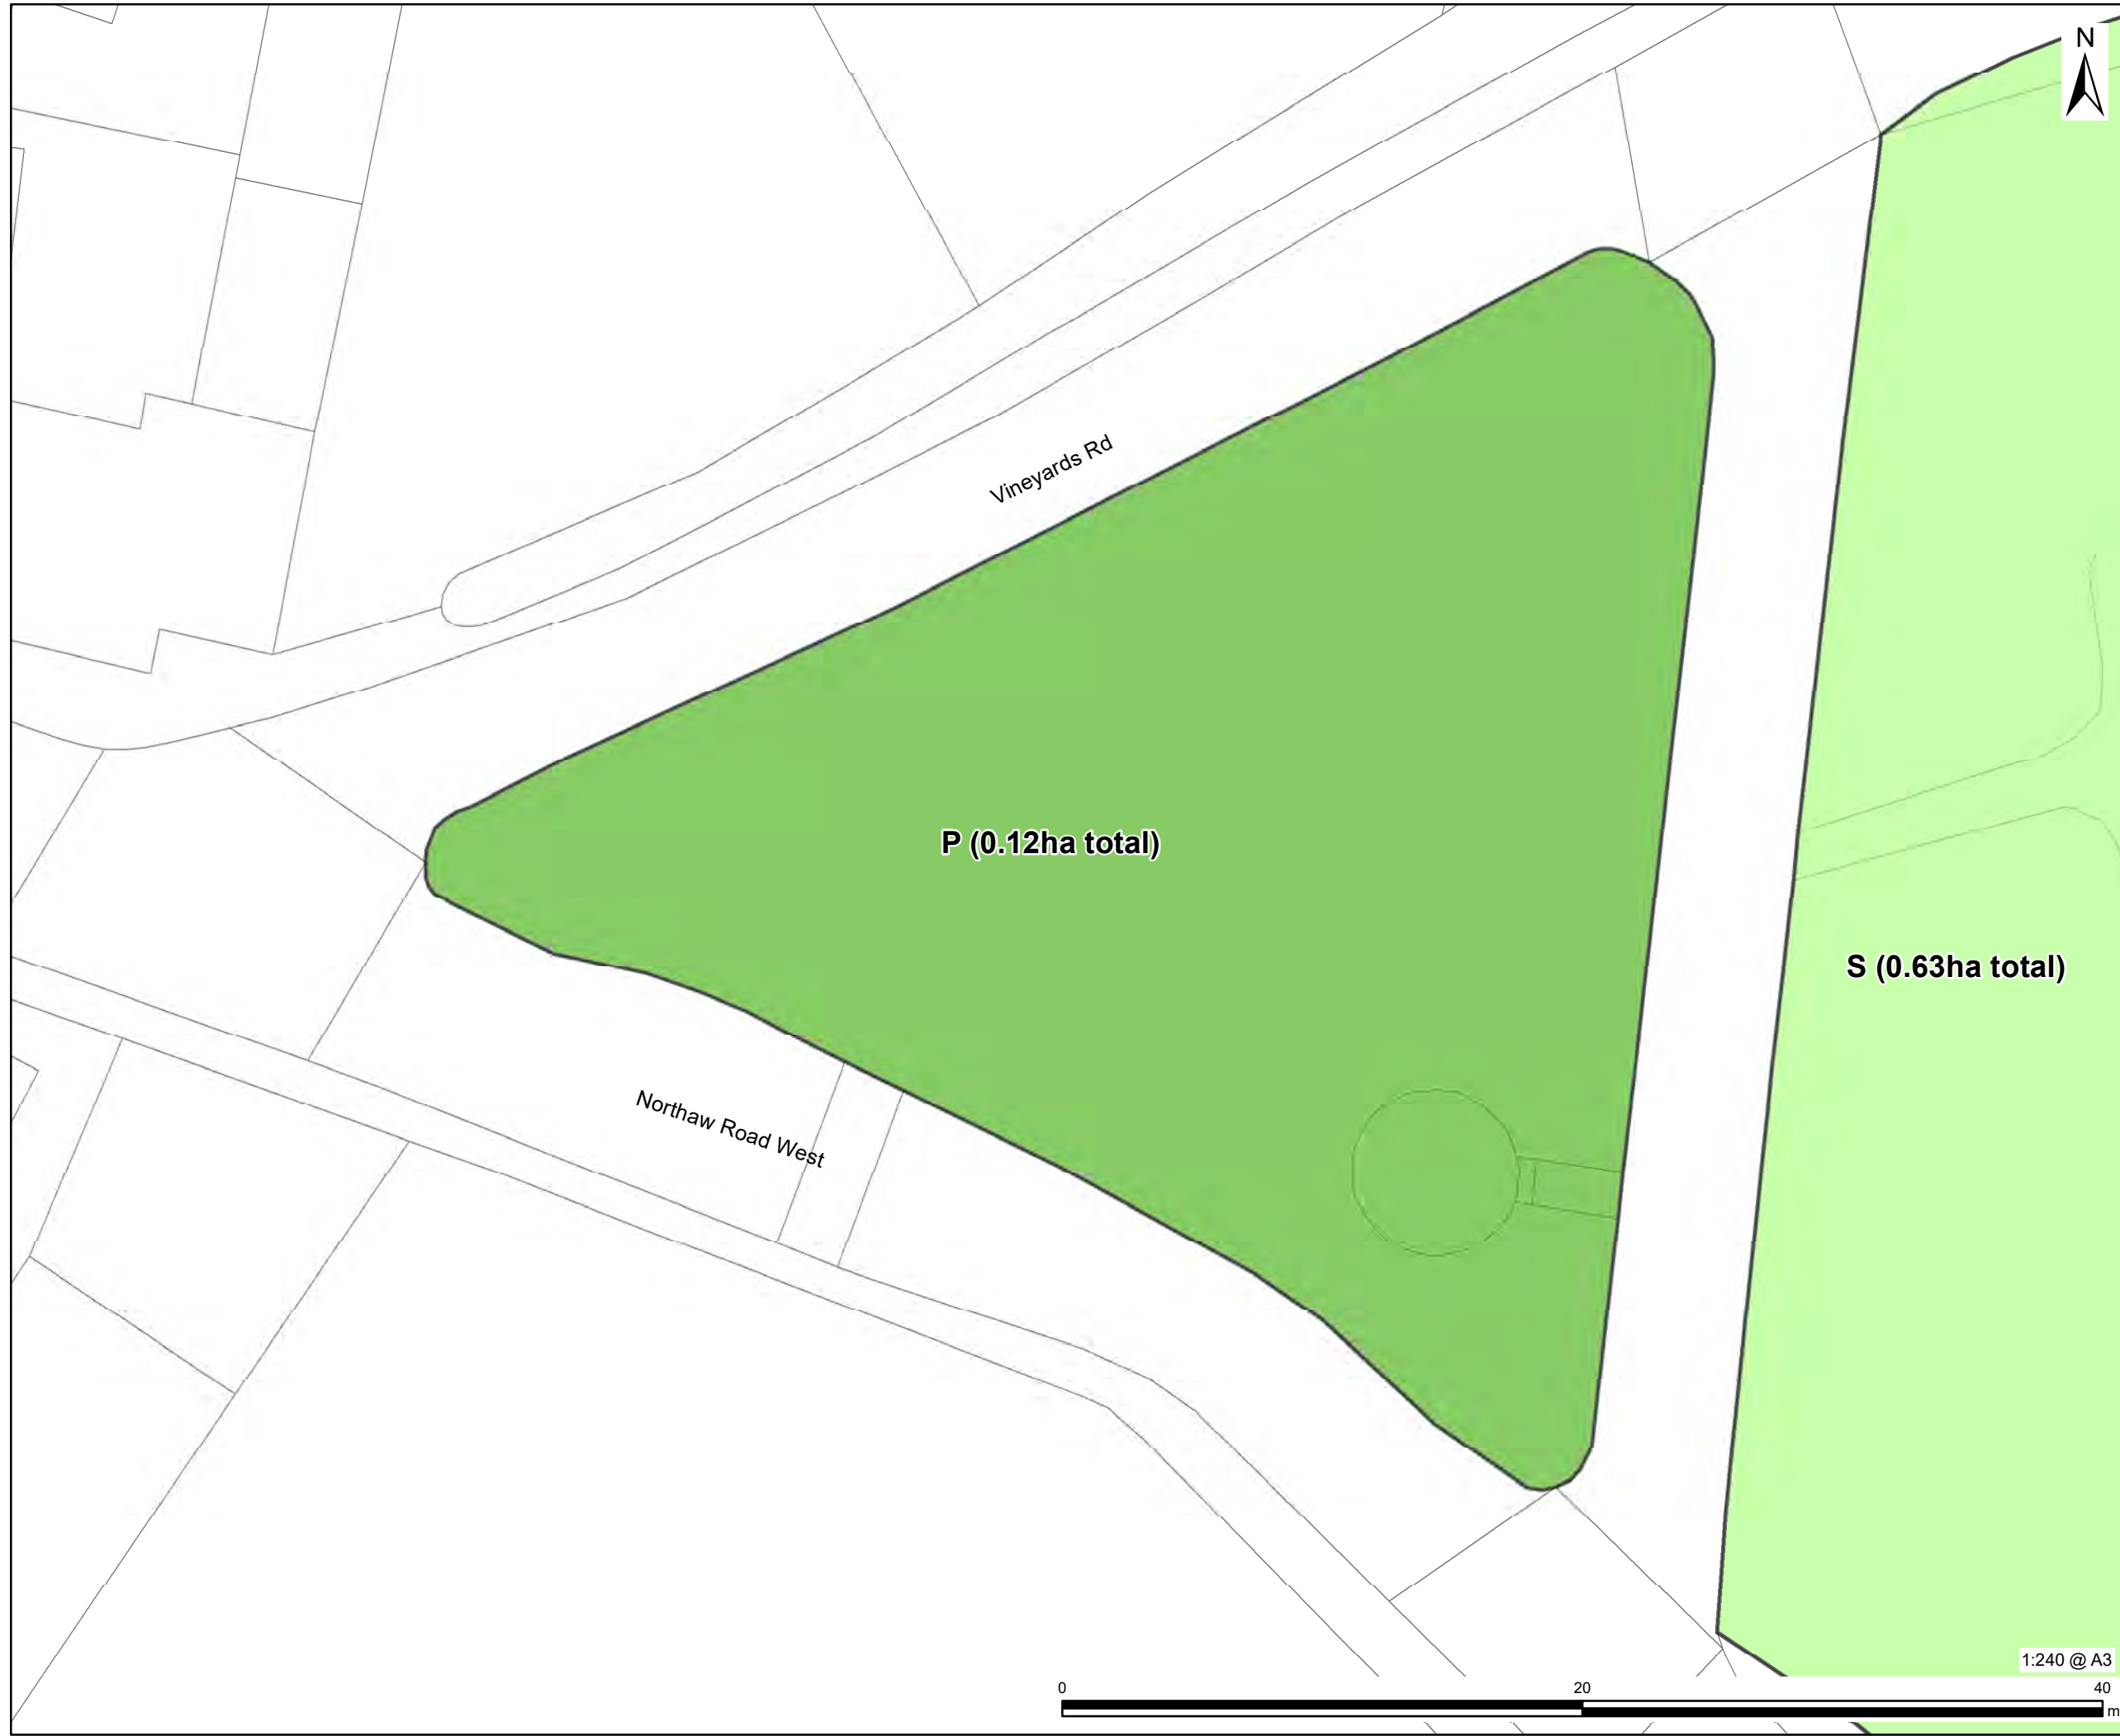 N
Vineyards Rd
P (0.12ha total)
S (0.63ha total)
Northaw Road West
1:240 @ A3
0 20 40
m